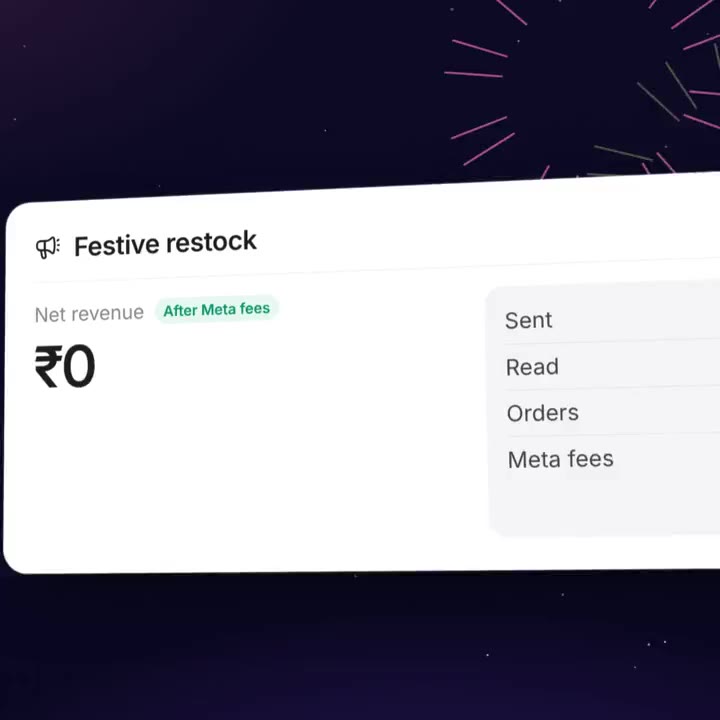 Festive restock
Net revenue
After Meta fees
₹0
Sent
Read
Orders
Meta fees